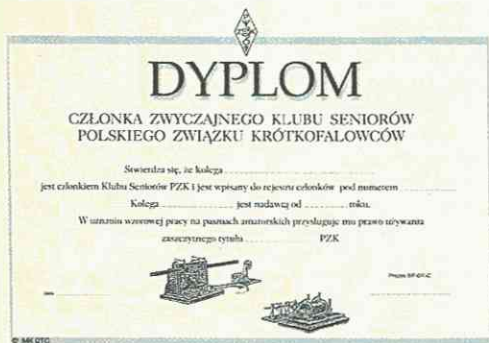 DYPLOM
CZŁONKA ZWYCZAJNEGO KLUBU SENIORÓW
POLSKIEGO ZWIĄZKU KRÓTKOFALOWCÓW
Stwierdza się, że kolega
jest członkiem Klubu Seniorów PZK i jest wpisany do rejestru członków pod numerem
Kolega jest nadawcą od roku.
W uznaniu wzorowej pracy na pasmach amatorskich przysługuje mu prawo używania
zaszczytnego tytułu PZK
Prezes